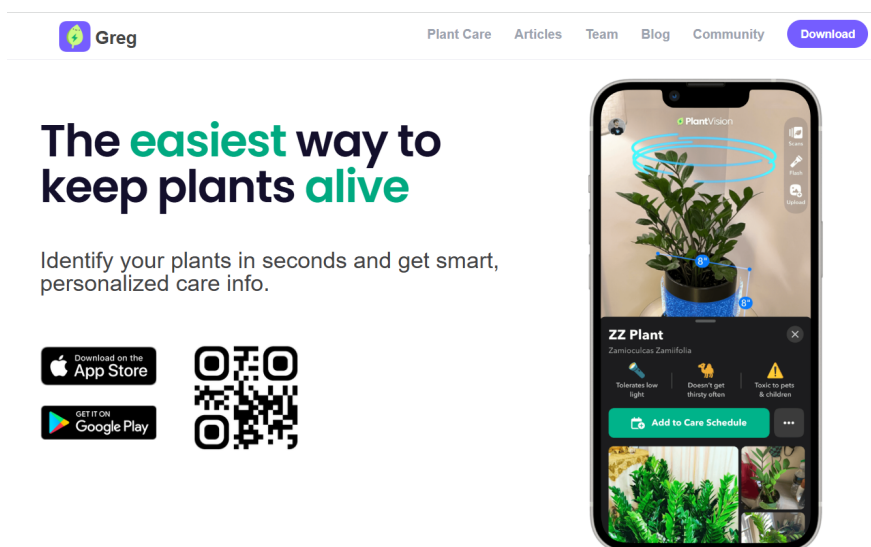 Greg
Plant Care
Articles
Team
Blog
Community
Download
The easiest way to
keep plants alive
Identify your plants in seconds and get smart,
personalized care info.
Download on the
App Store
GET IT ON
Google Play
PlantVision
Scans
Flash
Upload
8"
8"
ZZ Plant
Zamioculcas Zamiifolia
Tolerates low
light
Doesn't get
thirsty often
Toxic to pets
& children
Add to Care Schedule